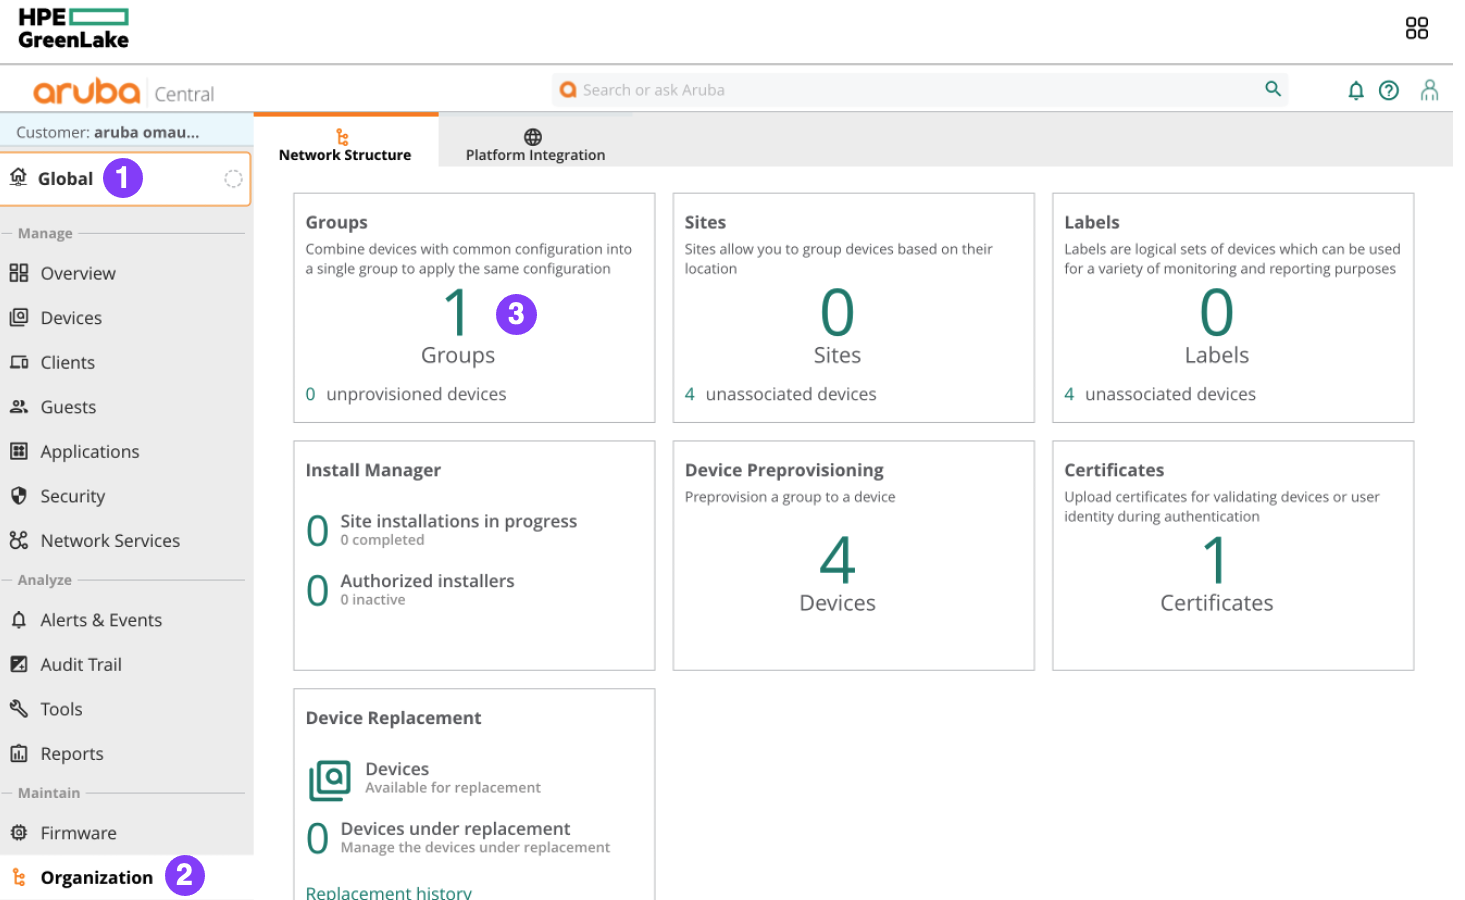 HPE
GreenLake
aruba Central
Search or ask Aruba
Customer: aruba omau...
Global 1
Manage
Overview
Devices
Clients
Guests
Applications
Security
Network Services
Analyze
Alerts & Events
Audit Trail
Tools
Reports
Maintain
Firmware
Organization 2
Network Structure
Platform Integration
Groups
Combine devices with common configuration into
a single group to apply the same configuration
1 3
Groups
0 unprovisioned devices
Sites
Sites allow you to group devices based on their
location
0
Sites
4 unassociated devices
Labels
Labels are logical sets of devices which can be used
for a variety of monitoring and reporting purposes
0
Labels
4 unassociated devices
Install Manager
0 Site installations in progress
0 completed
0 Authorized installers
0 inactive
Device Preprovisioning
Preprovision a group to a device
4
Devices
Certificates
Upload certificates for validating devices or user
identity during authentication
1
Certificates
Device Replacement
Devices
Available for replacement
0 Devices under replacement
Manage the devices under replacement
Replacement history